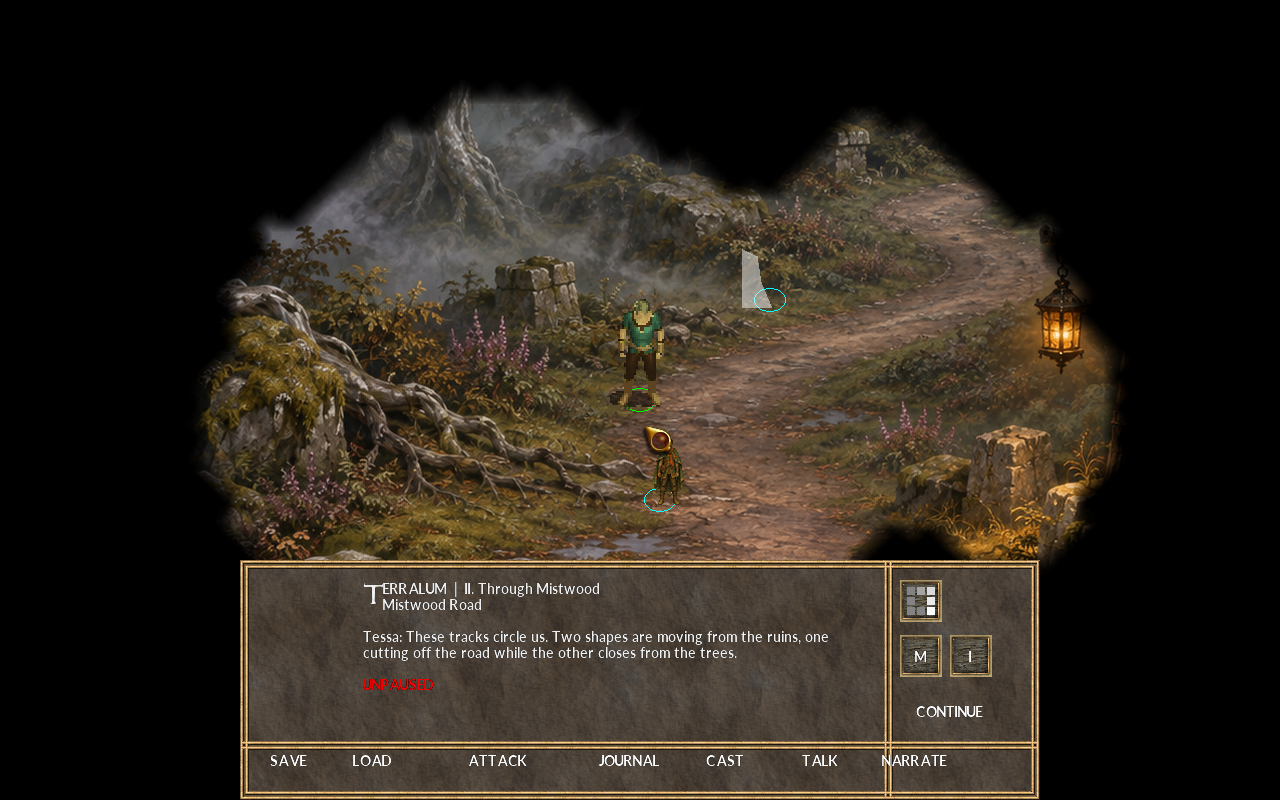 TERRALUM | II. Through Mistwood
Mistwood Road
Tessa: These tracks circle us. Two shapes are moving from the ruins, one
cutting off the road while the other closes from the trees.
UNPAUSED
M I
CONTINUE
SAVE LOAD ATTACK JOURNAL CAST TALK NARRATE